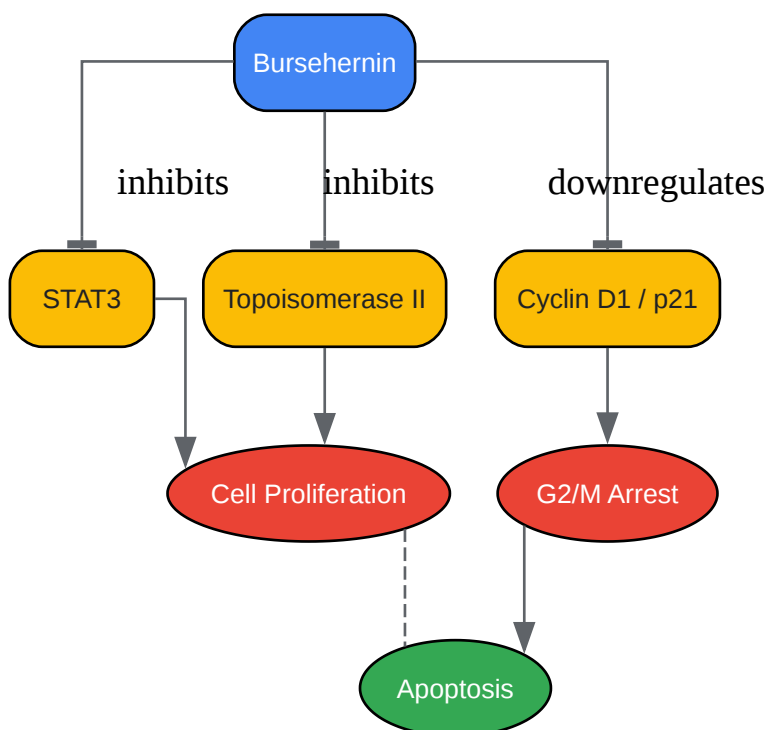 Bursehernin
inhibits
inhibits
downregulates
STAT3
Topoisomerase II
Cyclin D1 / p21
Cell Proliferation
G2/M Arrest
Apoptosis